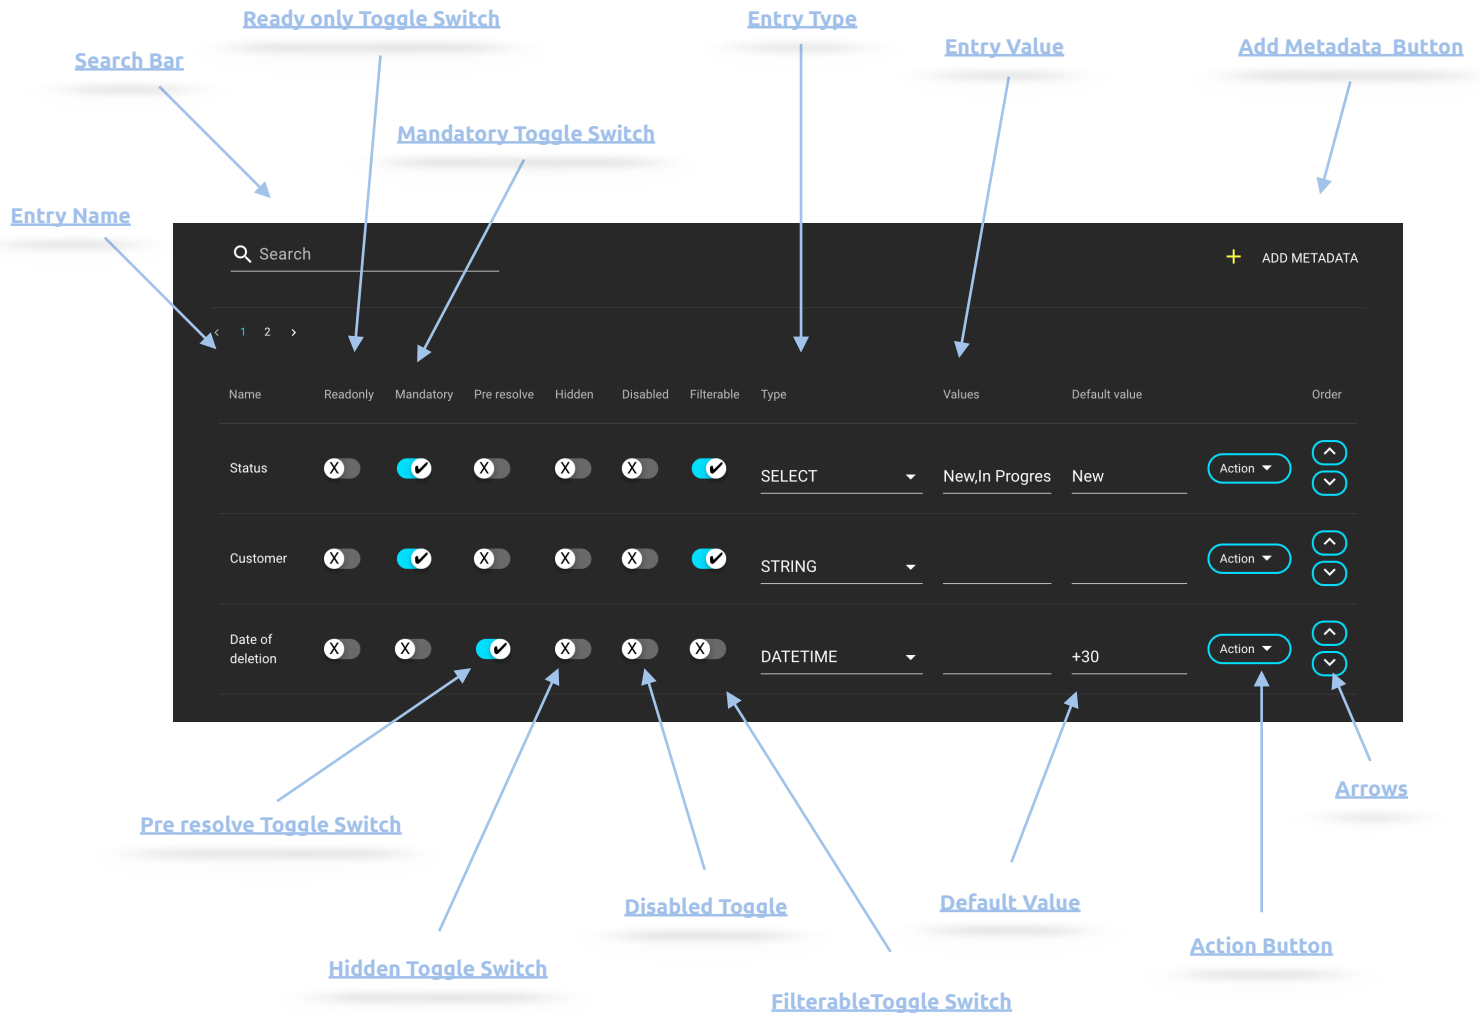 Ready only Toggle Switch
Entry Type
Entry Value
Add Metadata  Button
Search Bar
Mandatory Toggle Switch
Entry Name
Search
+ ADD METADATA
‹ 1 2 ›
Name Readonly Mandatory Pre resolve Hidden Disabled Filterable Type Values Default value Order
Status X ✔ X X X ✔ SELECT New,In Progres New Action
Customer X ✔ X X X ✔ STRING Action
Date of
deletion X X ✔ X X X DATETIME +30 Action
Arrows
Pre resolve Toggle Switch
Disabled Toggle
Default Value
Action Button
Hidden Toggle Switch
FilterableToggle Switch